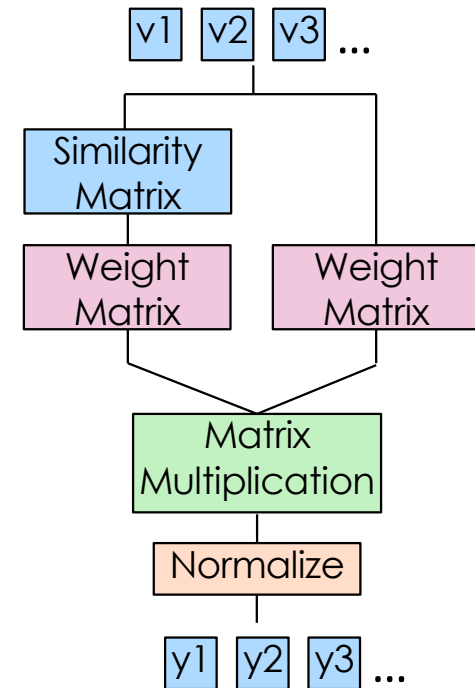 v1 v2 v3 ...
Similarity
Matrix
Weight
Matrix
Weight
Matrix
Matrix
Multiplication
Normalize
y1 y2 y3 ...